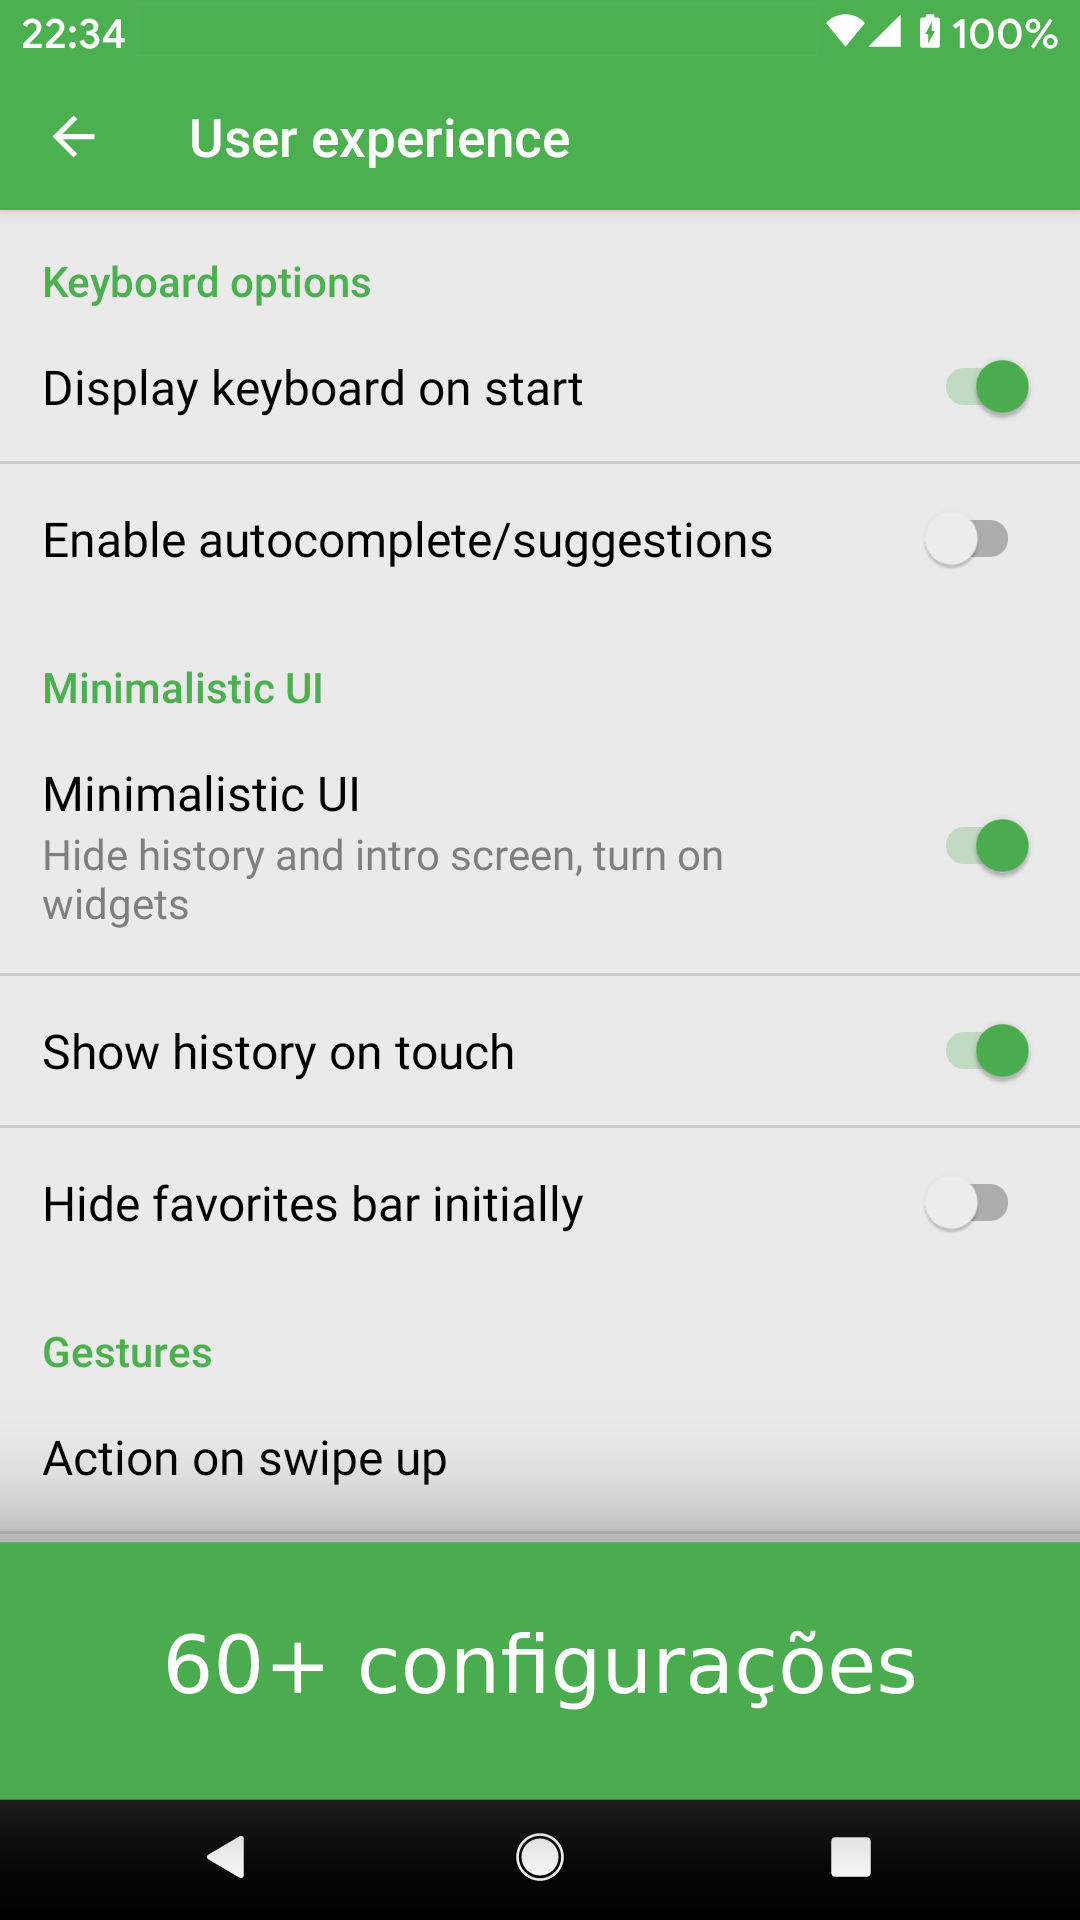 22:34
100%
User experience
Keyboard options
Display keyboard on start
Enable autocomplete/suggestions
Minimalistic UI
Minimalistic UI
Hide history and intro screen, turn on
widgets
Show history on touch
Hide favorites bar initially
Gestures
Action on swipe up
60+ configurações